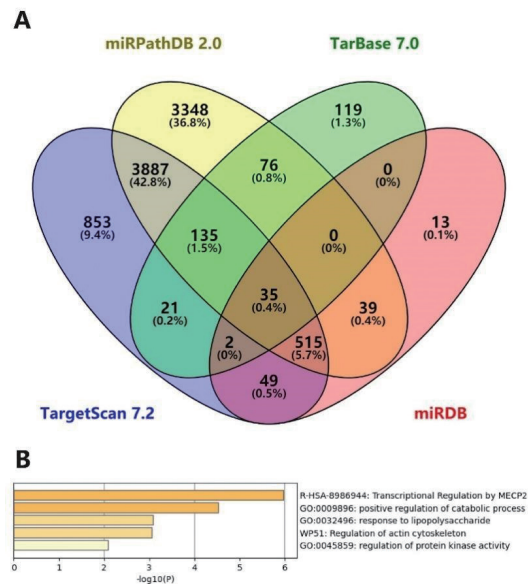 A
miRPathDB 2.0
TarBase 7.0
3348
(36.8%)
119
(1.3%)
3887
(42.8%)
76
(0.8%)
0
(0%)
853
(9.4%)
135
(1.5%)
0
(0%)
13
(0.1%)
21
(0.2%)
35
(0.4%)
39
(0.4%)
2
(0%)
515
(5.7%)
49
(0.5%)
TargetScan 7.2
miRDB
B
R-HSA-8986944: Transcriptional Regulation by MECP2
GO:0009896: positive regulation of catabolic process
GO:0032496: response to lipopolysaccharide
WP51: Regulation of actin cytoskeleton
GO:0045859: regulation of protein kinase activity
0 1 2 3 4 5 6
-log10(P)